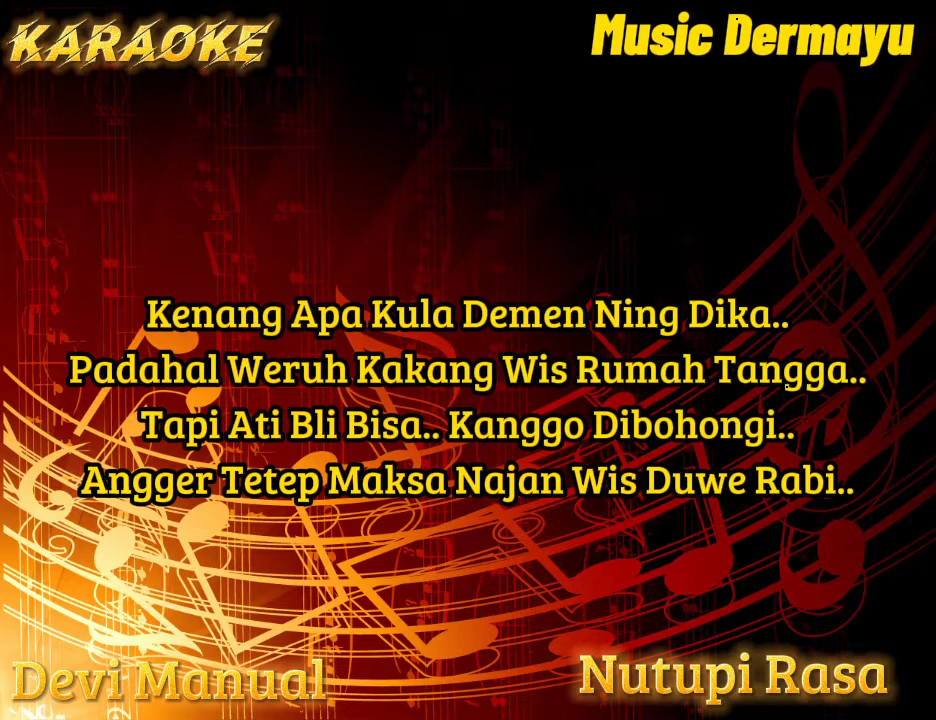 KARAOKE
Music Dermayu
Kenang Apa Kula Demen Ning Dika..
Padahal Weruh Kakang Wis Rumah Tangga..
Tapi Ati Bli Bisa.. Kanggo Dibohongi..
Angger Tetep Maksa Najan Wis Duwe Rabi..
Devi Manual
Nutupi Rasa